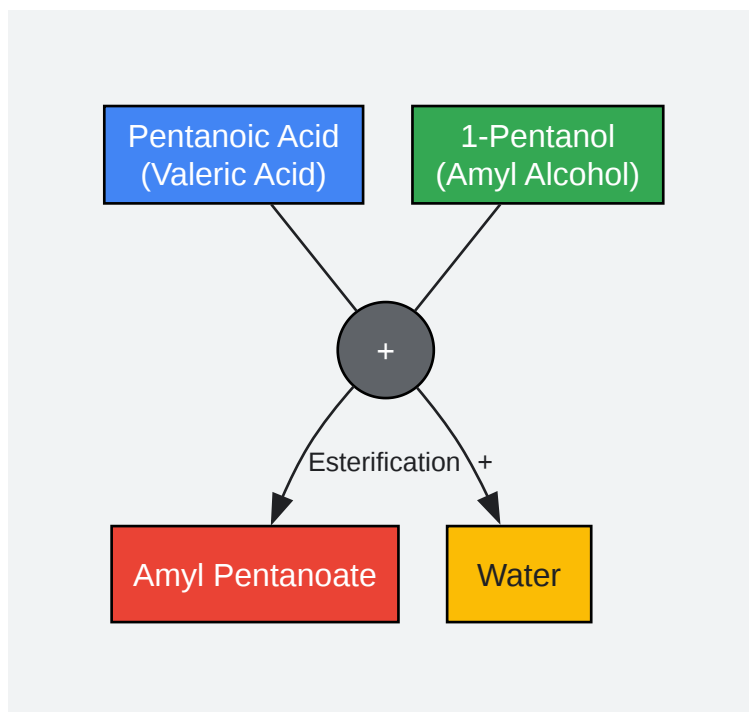 Pentanoic Acid
(Valeric Acid)
1-Pentanol
(Amyl Alcohol)
+
Esterification
+
Amyl Pentanoate
Water